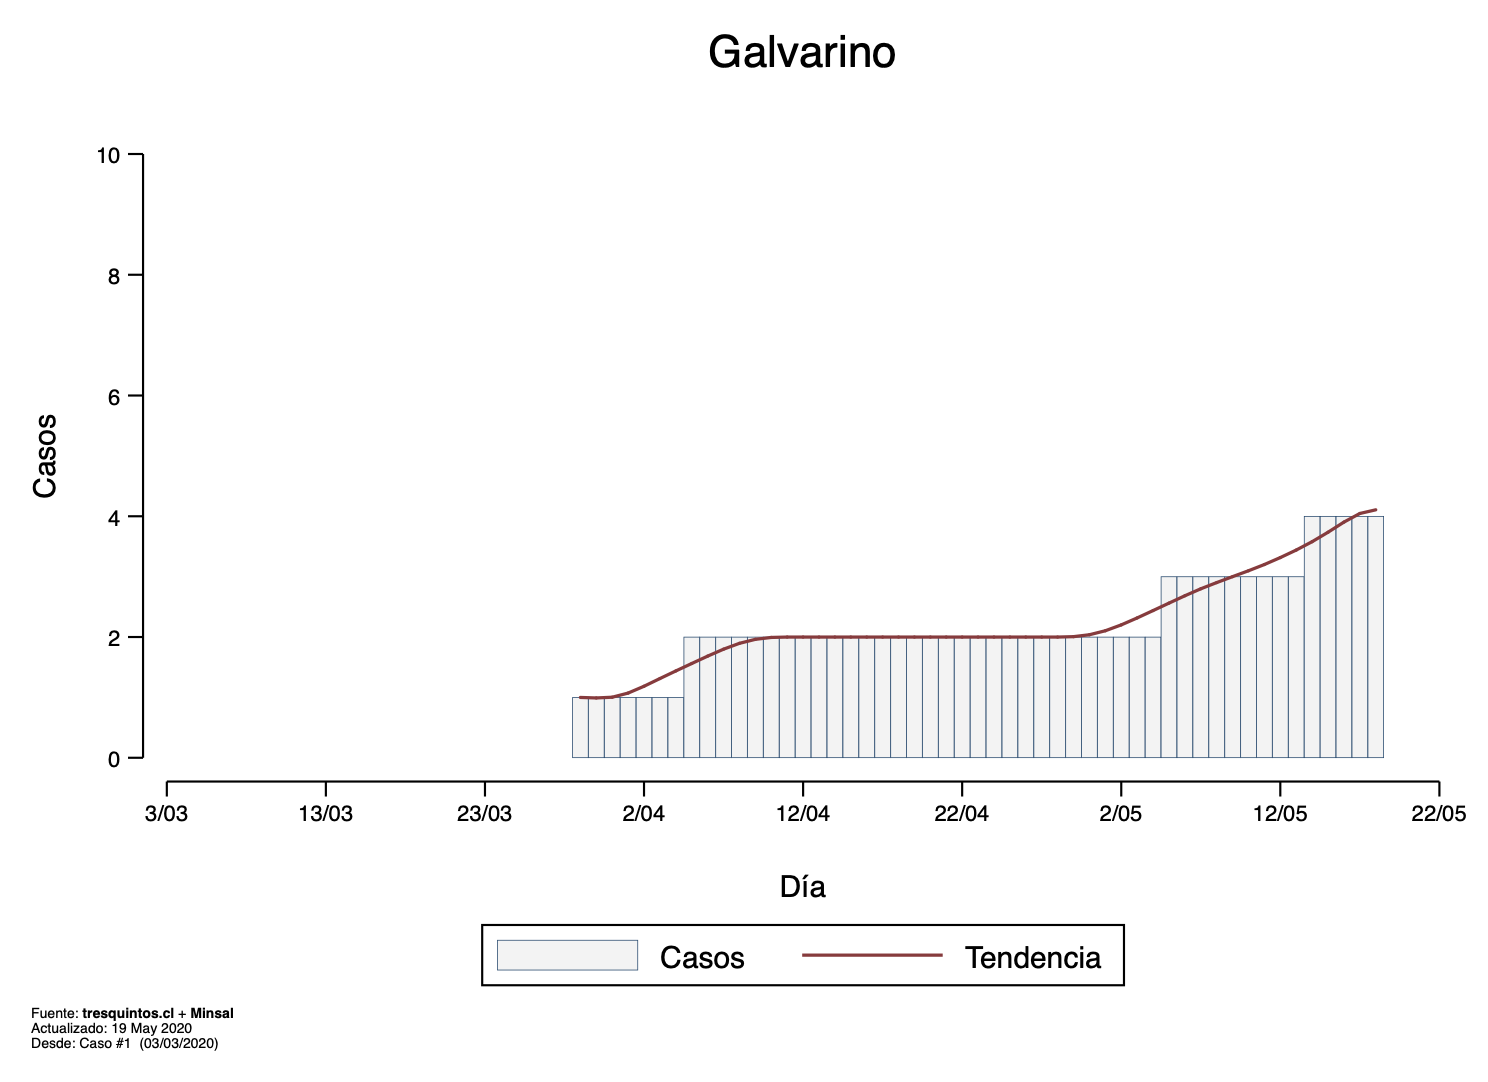 Galvarino
10
8
6
4
2
0
Casos
3/03 13/03 23/03 2/04 12/04 22/04 2/05 12/05 22/05
Día
Casos Tendencia
Fuente: tresquintos.cl + Minsal
Actualizado: 19 May 2020
Desde: Caso #1 (03/03/2020)